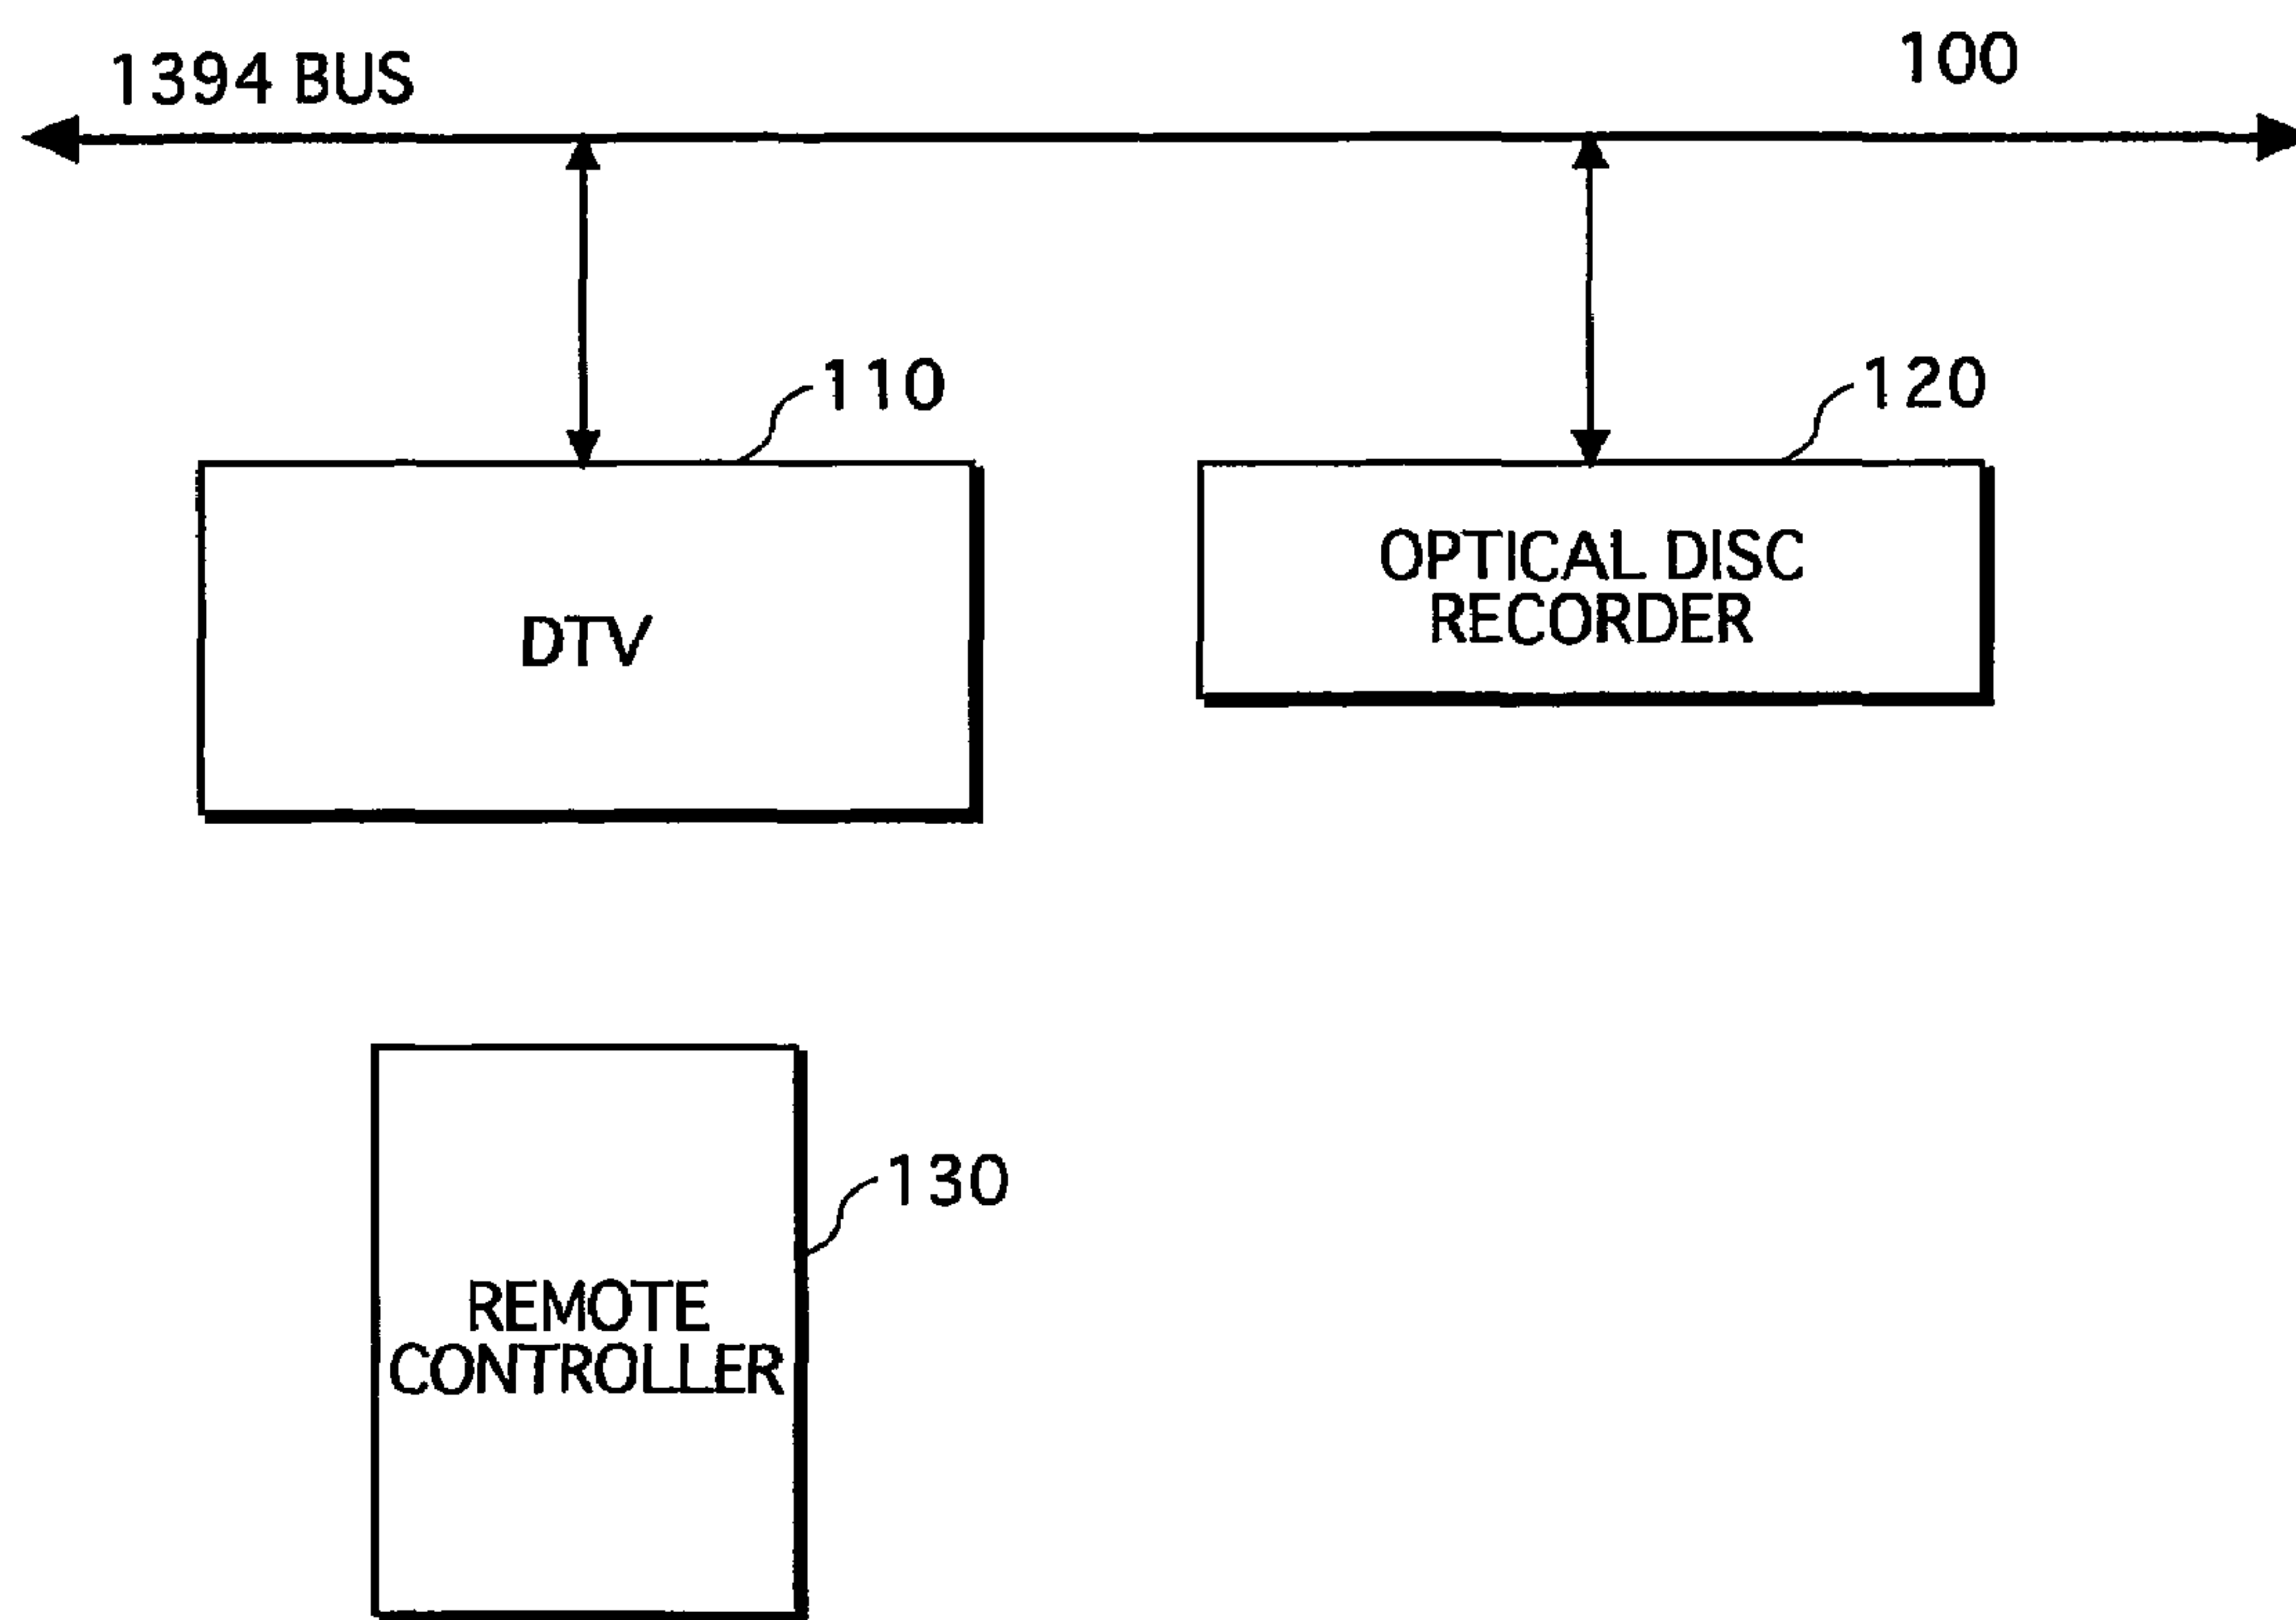 1394 BUS
100
110
120
DTV
OPTICAL DISC
RECORDER
130
REMOTE
CONTROLLER